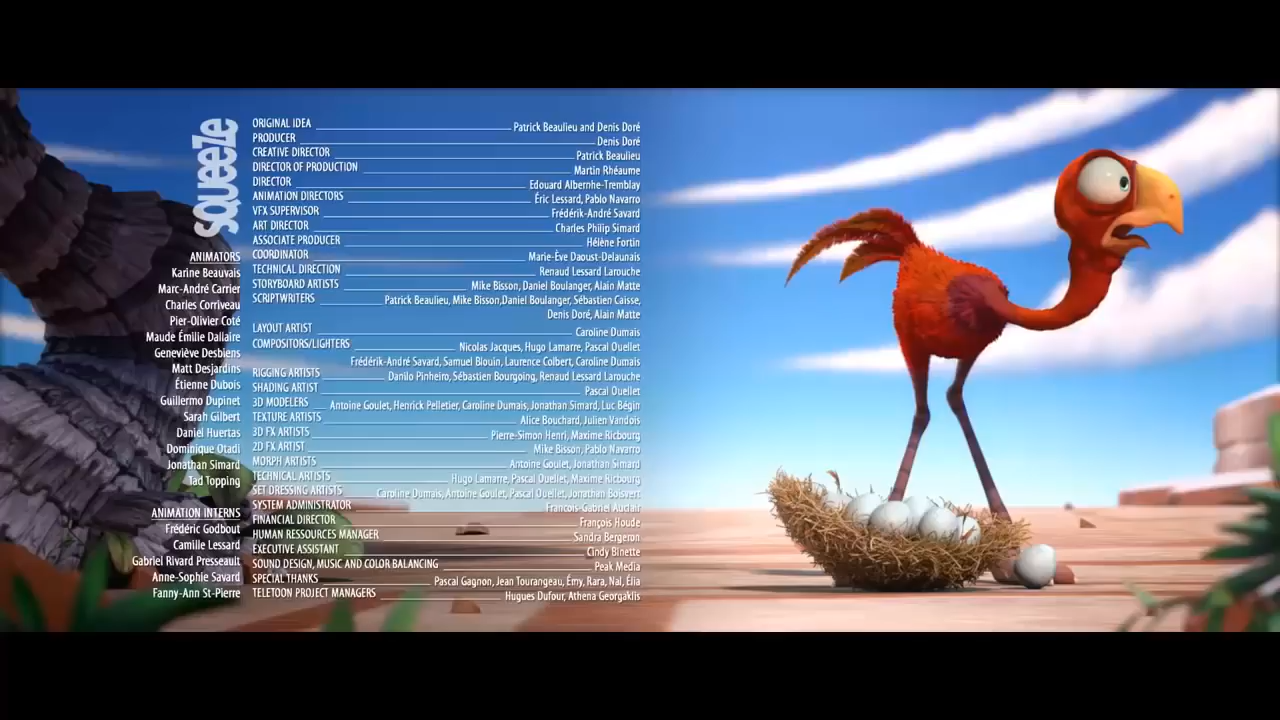 squeeze
ANIMATORS
Karine Beauvais
Marc-André Carrier
Charles Corriveau
Pier-Olivier Coté
Maude Émilie Dallaire
Geneviève Desbiens
Matt Desjardins
Étienne Dubois
Guillermo Dupinet
Sarah Gilbert
Daniel Huertas
Dominique Otadi
Jonathan Simard
Tad Topping
ANIMATION INTERNS
Frédéric Godbout
Camille Lessard
Gabriel Rivard Presseault
Anne-Sophie Savard
Fanny-Ann St-Pierre
ORIGINAL IDEA Patrick Beaulieu and Denis Doré
PRODUCER Denis Doré
CREATIVE DIRECTOR Patrick Beaulieu
DIRECTOR OF PRODUCTION Martin Rhéaume
DIRECTOR Edouard Albernhe-Tremblay
ANIMATION DIRECTORS Éric Lessard, Pablo Navarro
VFX SUPERVISOR Frédérik-André Savard
ART DIRECTOR Charles Philip Simard
ASSOCIATE PRODUCER Hélène Fortin
COORDINATOR Marie-Ève Daoust-Delaunais
TECHNICAL DIRECTION Renaud Lessard Larouche
STORYBOARD ARTISTS Mike Bisson, Daniel Boulanger, Alain Matte
SCRIPTWRITERS Patrick Beaulieu, Mike Bisson,Daniel Boulanger, Sébastien Caisse,
Denis Doré, Alain Matte
LAYOUT ARTIST Caroline Dumais
COMPOSITORS/LIGHTERS Nicolas Jacques, Hugo Lamarre, Pascal Ouellet
Frédérik-André Savard, Samuel Blouin, Laurence Colbert, Caroline Dumais
RIGGING ARTISTS Danilo Pinheiro, Sébastien Bourgoing, Renaud Lessard Larouche
SHADING ARTIST Pascal Ouellet
3D MODELERS Antoine Goulet, Henrick Pelletier, Caroline Dumais, Jonathan Simard, Luc Bégin
TEXTURE ARTISTS Alice Bouchard, Julien Vandois
3D FX ARTISTS Pierre-Simon Henri, Maxime Ricbourg
2D FX ARTIST Mike Bisson, Pablo Navarro
MORPH ARTISTS Antoine Goulet, Jonathan Simard
TECHNICAL ARTISTS Hugo Lamarre, Pascal Ouellet, Maxime Ricbourg
SET DRESSING ARTISTS Caroline Dumais, Antoine Goulet, Pascal Ouellet, Jonathan Boisvert
SYSTEM ADMINISTRATOR Francois-Gabriel Auclair
FINANCIAL DIRECTOR François Houde
HUMAN RESSOURCES MANAGER Sandra Bergeron
EXECUTIVE ASSISTANT Cindy Binette
SOUND DESIGN, MUSIC AND COLOR BALANCING Peak Media
SPECIAL THANKS Pascal Gagnon, Jean Tourangeau, Émy, Rara, Naï, Élia
TELETOON PROJECT MANAGERS Hugues Dufour, Athena Georgaklis